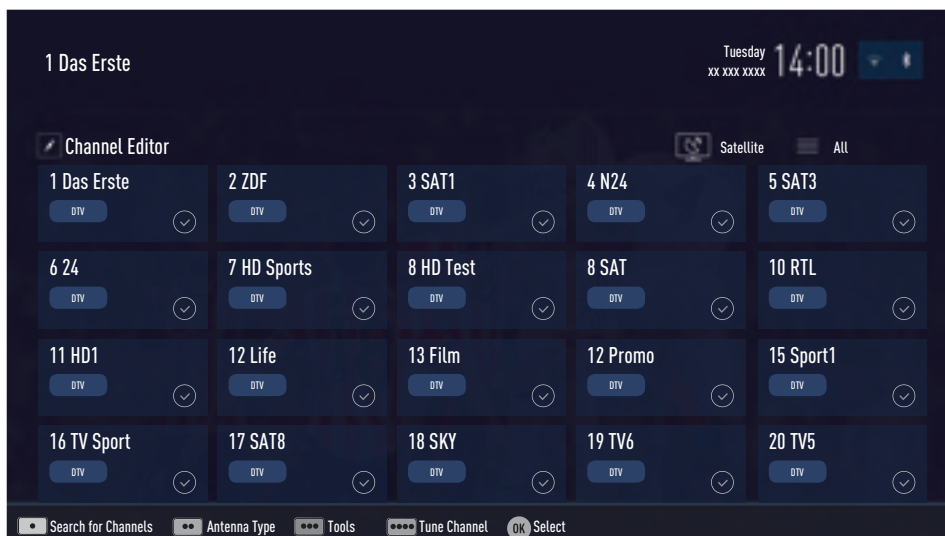 1 Das Erste
Tuesday
xx xxx xxxx
14:00
Channel Editor
Satellite
All
1 Das Erste
DTV
2 ZDF
DTV
3 SAT1
DTV
4 N24
DTV
5 SAT3
DTV
6 24
DTV
7 HD Sports
DTV
8 HD Test
DTV
8 SAT
DTV
10 RTL
DTV
11 HD1
DTV
12 Life
DTV
13 Film
DTV
12 Promo
DTV
15 Sport1
DTV
16 TV Sport
DTV
17 SAT8
DTV
18 SKY
DTV
19 TV6
DTV
20 TV5
DTV
Search for Channels
Antenna Type
Tools
Tune Channel
OK Select